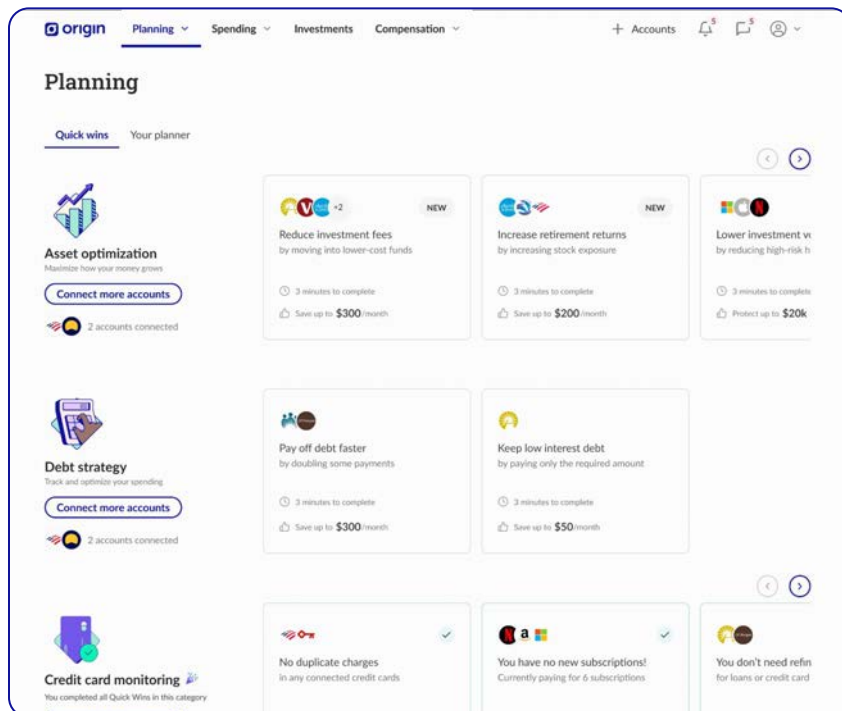 origin
Planning
Spending
Investments
Compensation
+ Accounts
5
5
Planning
Quick wins
Your planner
Asset optimization
Maximize how your money grows
Connect more accounts
2 accounts connected
+2
NEW
Reduce investment fees
by moving into lower-cost funds
3 minutes to complete
Save up to $300/month
NEW
Increase retirement returns
by increasing stock exposure
3 minutes to complete
Save up to $200/month
Lower investment vo
by reducing high-risk h
3 minutes to complete
Protect up to $20k
Debt strategy
Track and optimize your spending
Connect more accounts
2 accounts connected
Pay off debt faster
by doubling some payments
3 minutes to complete
Save up to $300/month
Keep low interest debt
by paying only the required amount
3 minutes to complete
Save up to $50/month
Credit card monitoring
You completed all Quick Wins in this category
No duplicate charges
in any connected credit cards
You have no new subscriptions!
Currently paying for 6 subscriptions
You don't need refin
for loans or credit card